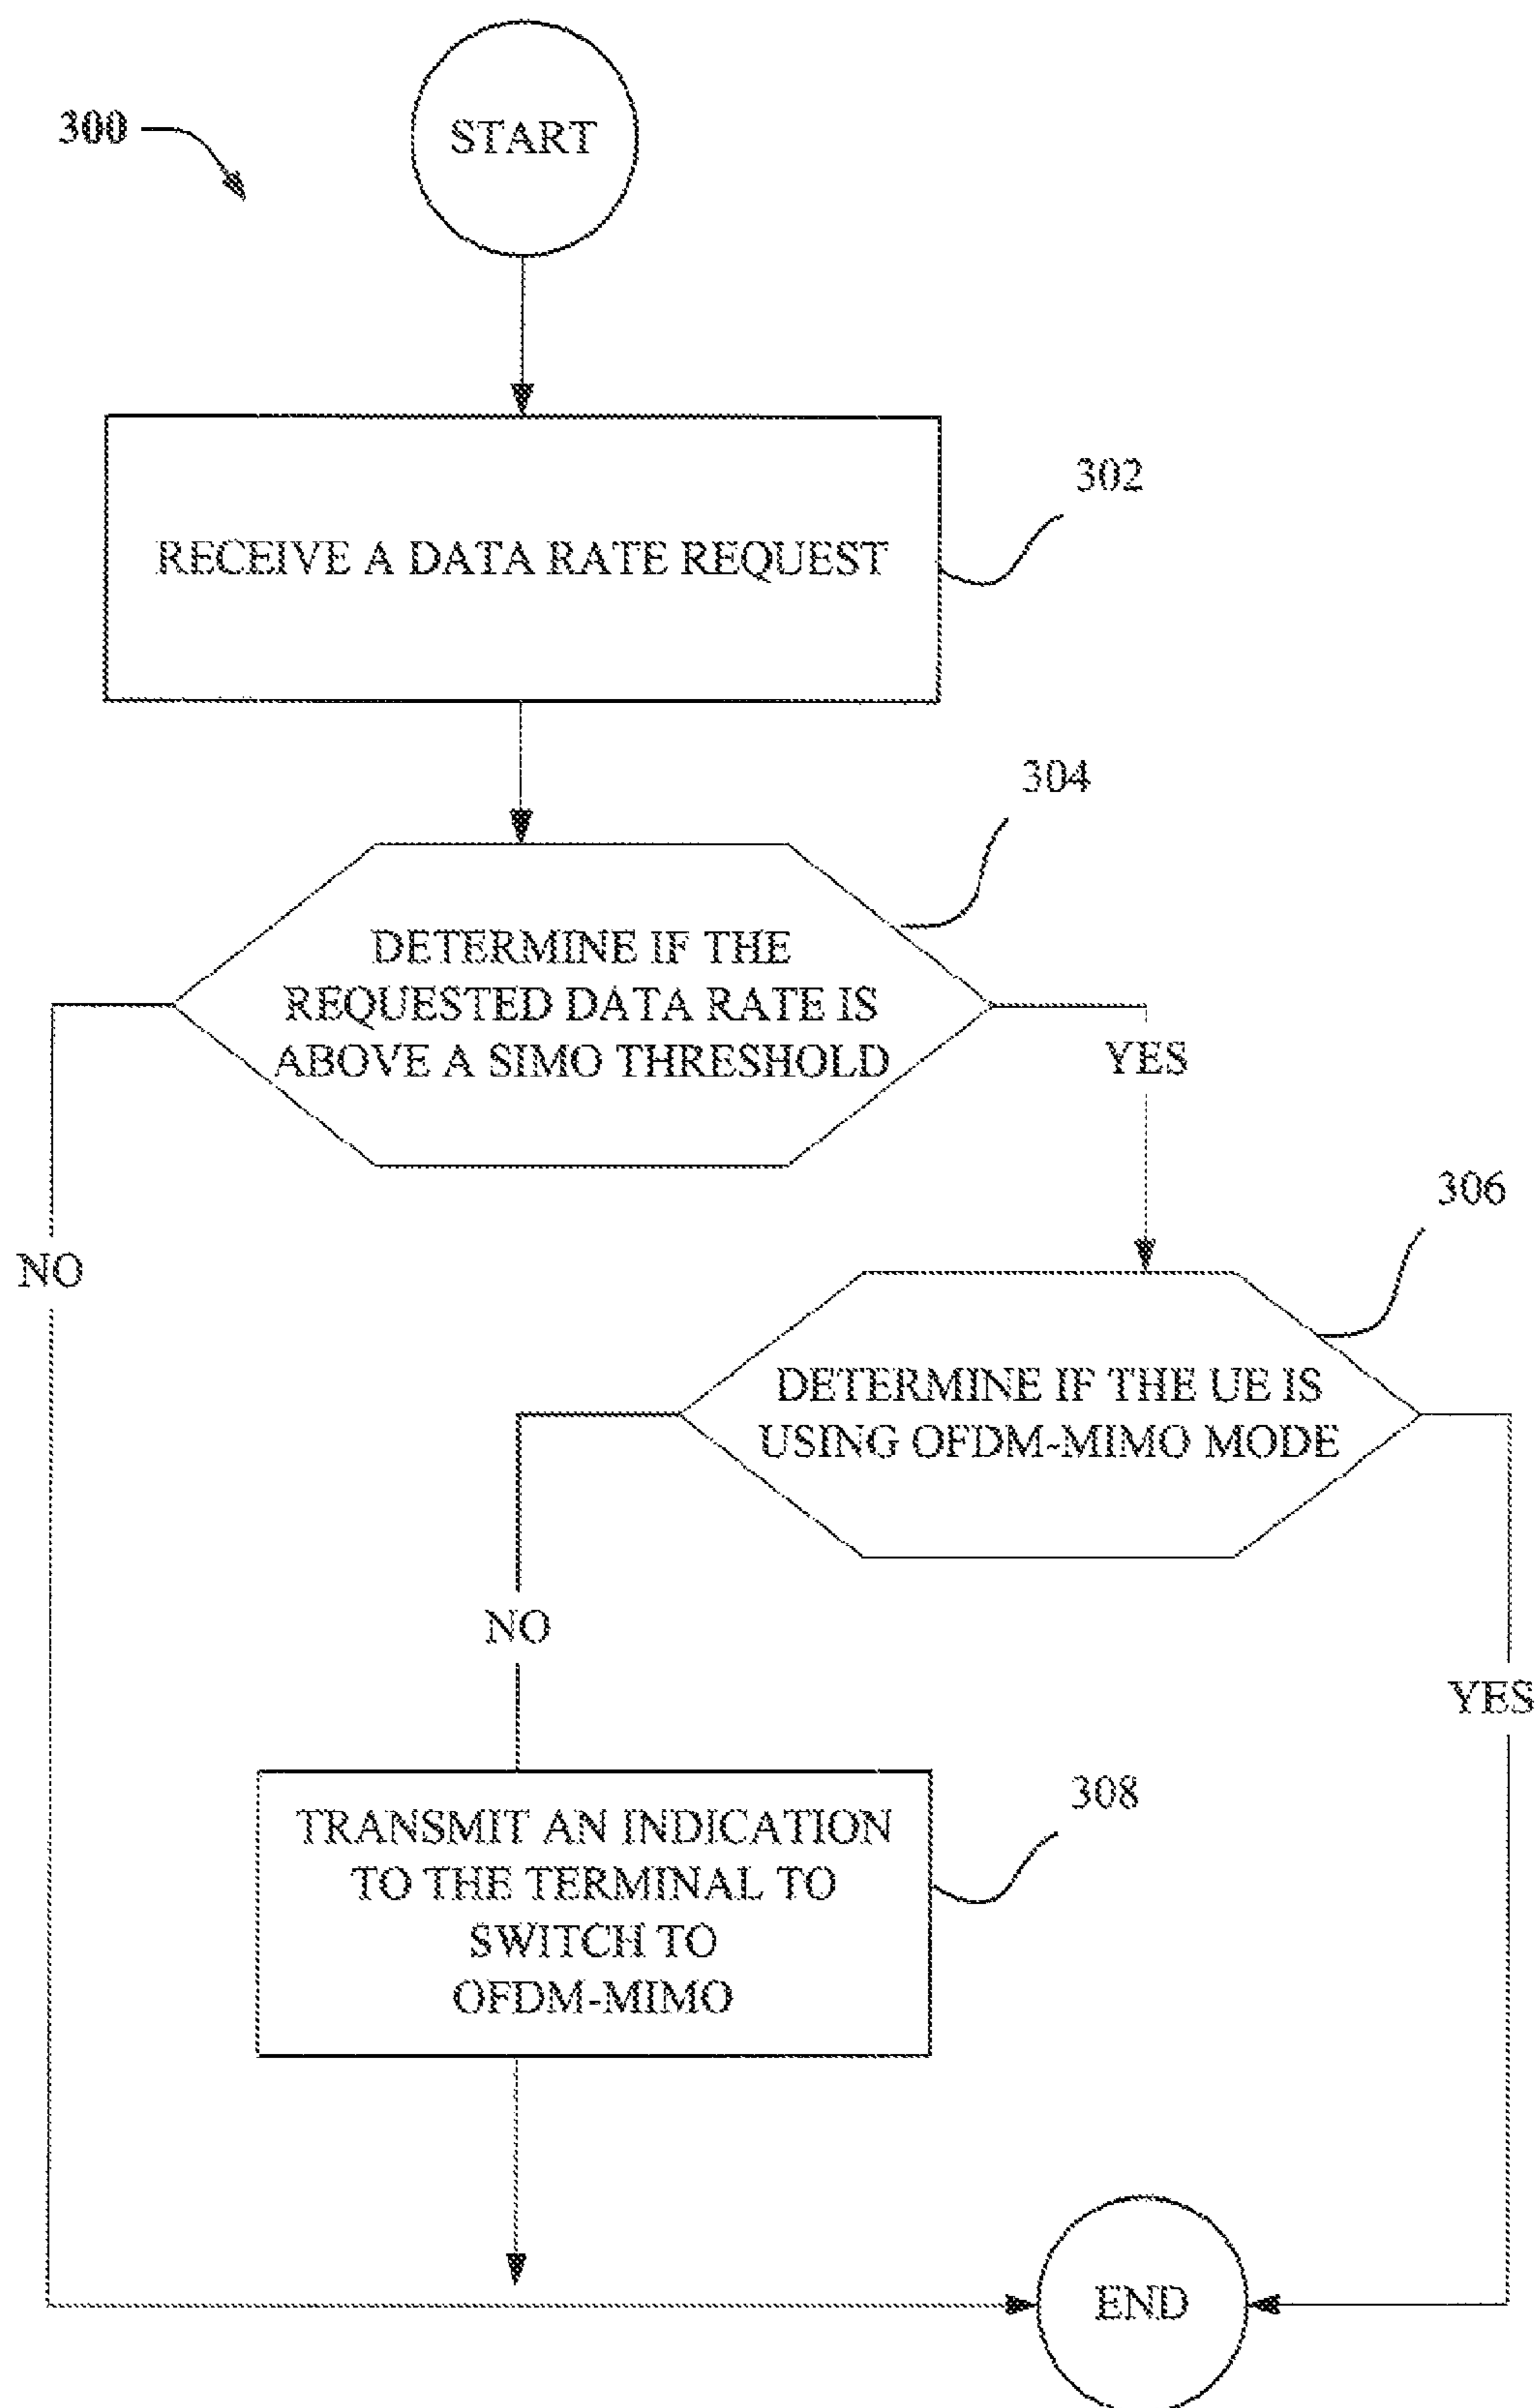 START
300
302
RECEIVE A DATA RATE REQUEST
304
DETERMINE IF THE
REQUESTED DATA RATE IS
ABOVE A SIMO THRESHOLD
YES
306
NO
DETERMINE IF THE UE IS
USING OFDM-MIMO MODE
NO
YES
308
TRANSMIT AN INDICATION
TO THE TERMINAL TO
SWITCH TO
OFDM-MIMO
END